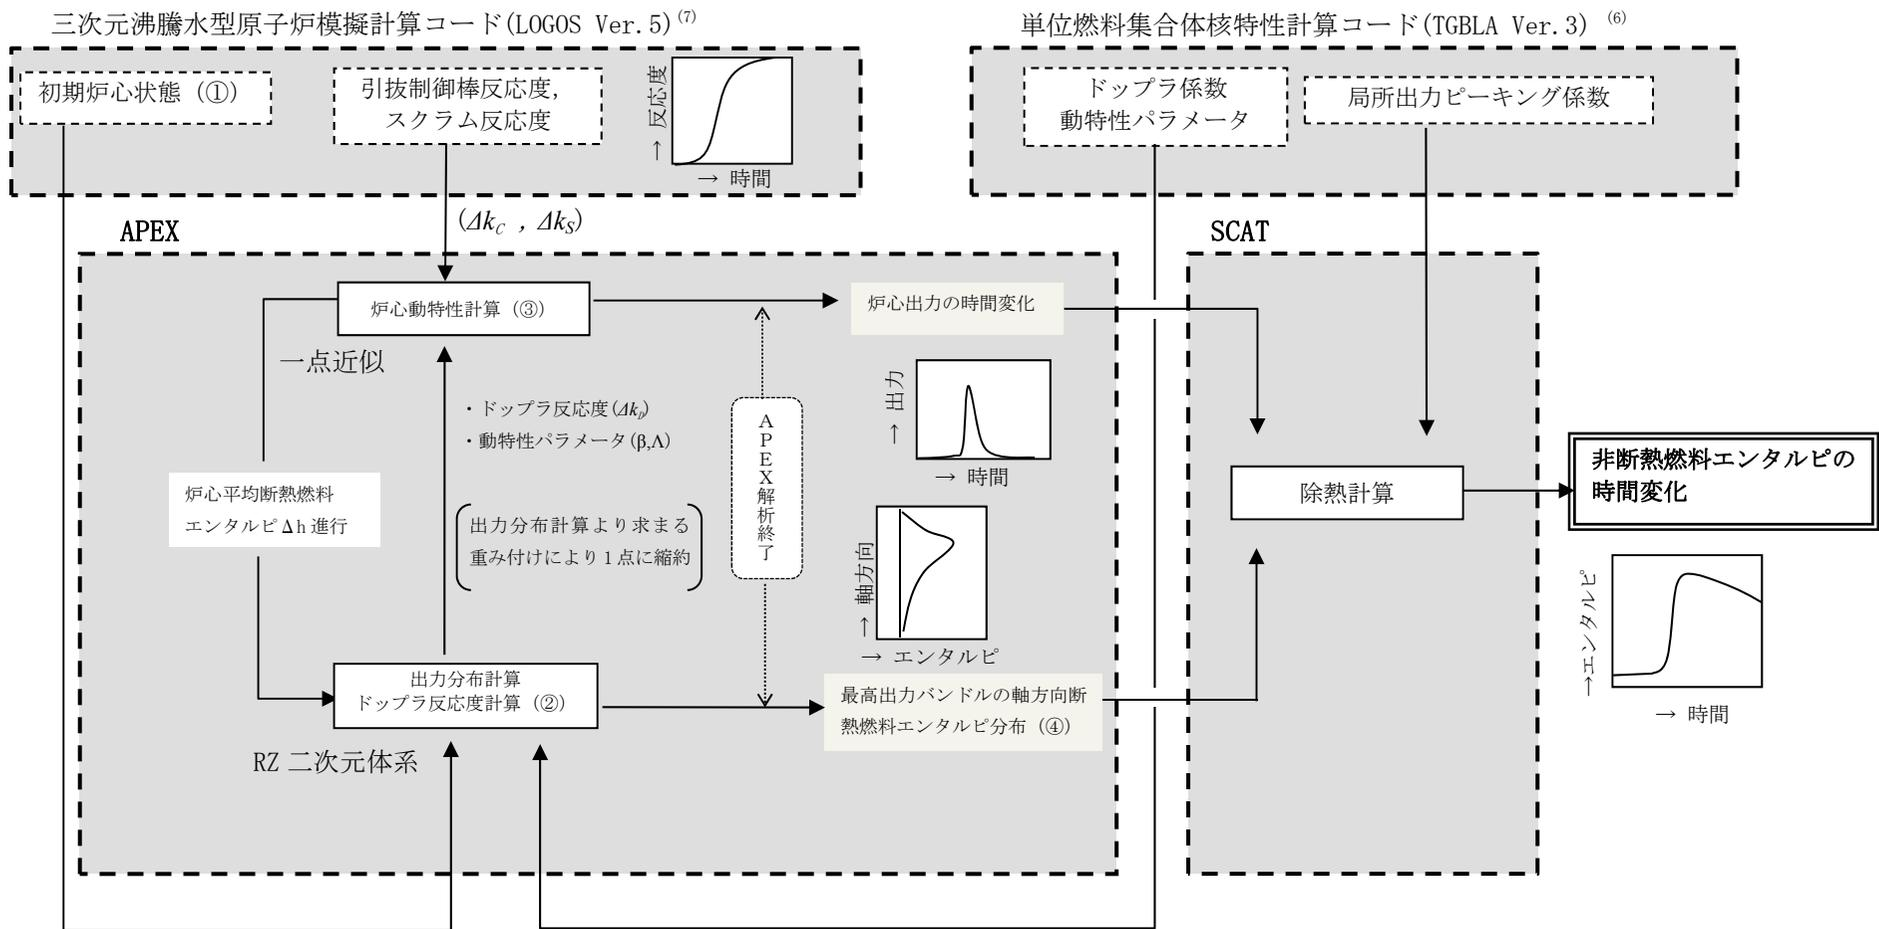 三次元沸騰水型原子炉模擬計算コード(LOGOS Ver.5)(7)
初期炉心状態（①）
引抜制御棒反応度，
スクラム反応度
→ 反応度
→ 時間
単位燃料集合体核特性計算コード(TGBLA Ver.3) (6)
ドップラ係数
動特性パラメータ
局所出力ピーキング係数
(Δk_C , Δk_S)
APEX
SCAT
炉心動特性計算（③）
一点近似
炉心出力の時間変化
・ドップラ反応度(Δk_D)
・動特性パラメータ(β,Λ)
→ 出力
→ 時間
APEX解析終了
炉心平均断熱燃料
エンタルピΔh進行
出力分布計算より求まる
重み付けにより１点に縮約
→ 軸方向
→ エンタルピ
出力分布計算
ドップラ反応度計算（②）
RZ 二次元体系
最高出力バンドルの軸方向断
熱燃料エンタルピ分布（④）
除熱計算
非断熱燃料エンタルピの
時間変化
→エンタルピ
→ 時間